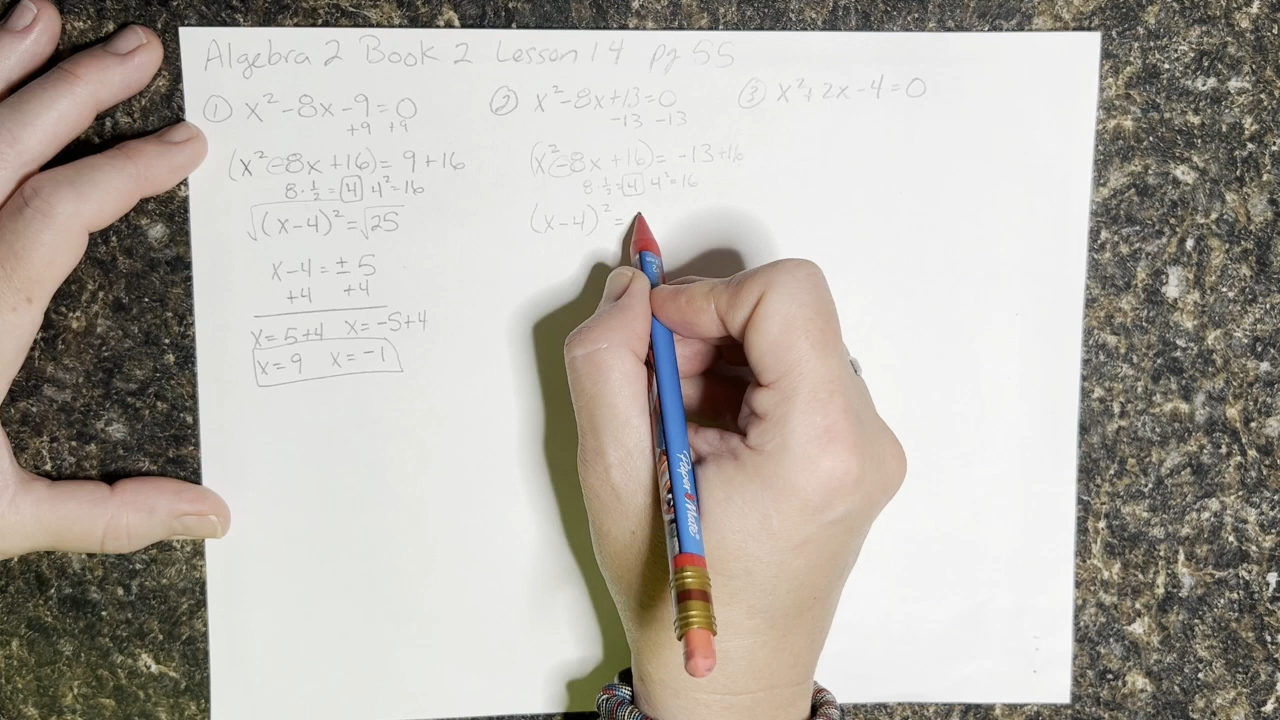 Algebra 2 Book 2 Lesson 14 pg 55
① x² - 8x - 9 = 0
+9 +9
(x² - 8x + 16) = 9 + 16
8 · 1/2 = 4 4² = 16
√(x - 4)² = √25
x - 4 = ± 5
+4 +4
x = 5 + 4 x = -5 + 4
x = 9 x = -1
② x² - 8x + 13 = 0
-13 -13
(x² - 8x + 16) = -13 + 16
8 · 1/2 = 4 4² = 16
(x - 4)² =
③ x² + 2x - 4 = 0
Paper Mate